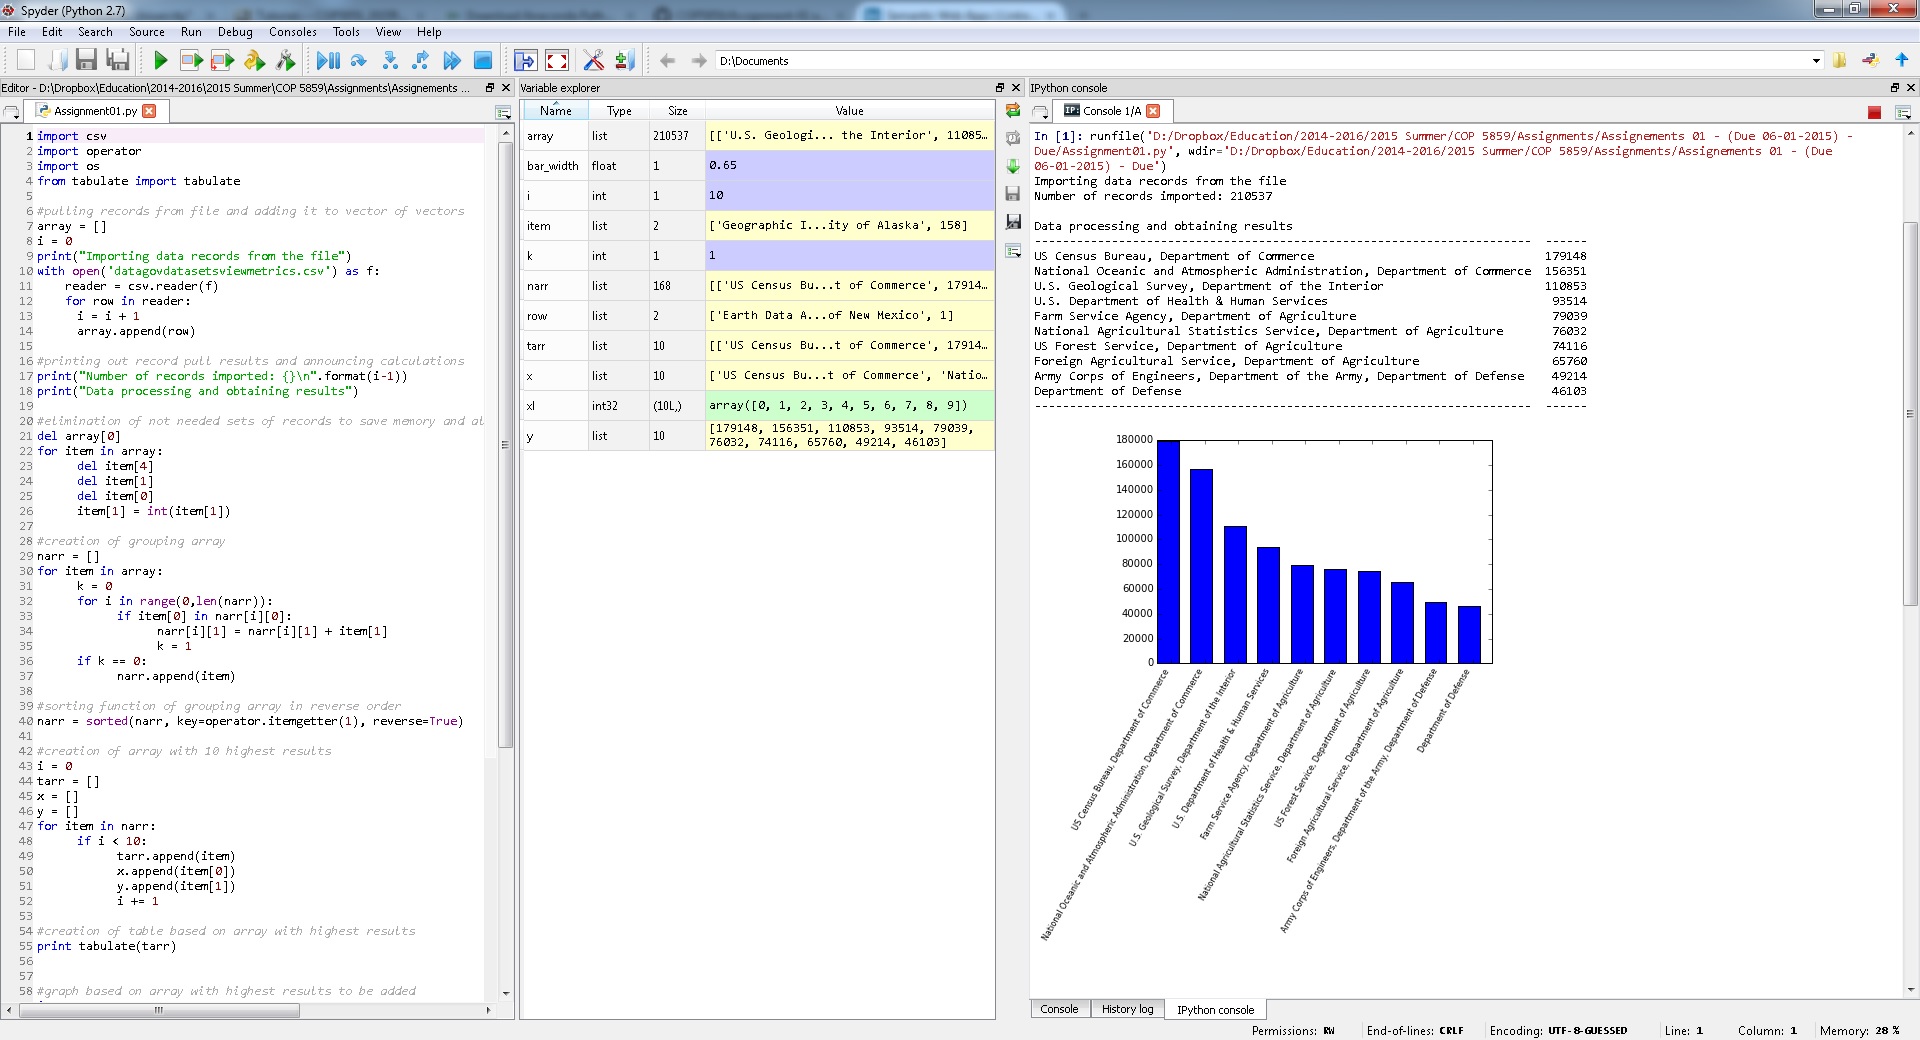 Spyder (Python 2.7)
File Edit Search Source Run Debug Consoles Tools View Help
D:\Documents
Editor - D:\Dropbox\Education\2014-2016\2015 Summer\COP 5859\Assignments\Assignements ...
Assignment01.py
1 import csv
2 import operator
3 import os
4 from tabulate import tabulate
5
6 #pulling records from file and adding it to vector of vectors
7 array = []
8 i = 0
9 print("Importing data records from the file")
10 with open('datagovdatasetsviewmetrics.csv') as f:
11 reader = csv.reader(f)
12 for row in reader:
13 i = i + 1
14 array.append(row)
15
16 #printing out record pull results and announcing calculations
17 print("Number of records imported: {}\n".format(i-1))
18 print("Data processing and obtaining results")
19
20 #elimination of not needed sets of records to save memory and al
21 del array[0]
22 for item in array:
23 del item[4]
24 del item[1]
25 del item[0]
26 item[1] = int(item[1])
27
28 #creation of grouping array
29 narr = []
30 for item in array:
31 k = 0
32 for i in range(0,len(narr)):
33 if item[0] in narr[i][0]:
34 narr[i][1] = narr[i][1] + item[1]
35 k = 1
36 if k == 0:
37 narr.append(item)
38
39 #sorting function of grouping array in reverse order
40 narr = sorted(narr, key=operator.itemgetter(1), reverse=True)
41
42 #creation of array with 10 highest results
43 i = 0
44 tarr = []
45 x = []
46 y = []
47 for item in narr:
48 if i < 10:
49 tarr.append(item)
50 x.append(item[0])
51 y.append(item[1])
52 i += 1
53
54 #creation of table based on array with highest results
55 print tabulate(tarr)
56
57
58 #graph based on array with highest results to be added
Variable explorer
Name Type Size Value
array list 210537 [['U.S. Geologi... the Interior', 11085...
bar_width float 1 0.65
i int 1 10
item list 2 ['Geographic I...ity of Alaska', 158]
k int 1 1
narr list 168 [['US Census Bu...t of Commerce', 17914...
row list 2 ['Earth Data A...of New Mexico', 1]
tarr list 10 [['US Census Bu...t of Commerce', 17914...
x list 10 ['US Census Bu...t of Commerce', 'Natio...
xl int32 (10L,) array([0, 1, 2, 3, 4, 5, 6, 7, 8, 9])
y list 10 [179148, 156351, 110853, 93514, 79039,
76032, 74116, 65760, 49214, 46103]
IPython console
IP: Console 1/A
In [1]: runfile('D:/Dropbox/Education/2014-2016/2015 Summer/COP 5859/Assignments/Assignements 01 - (Due 06-01-2015) -
Due/Assignment01.py', wdir='D:/Dropbox/Education/2014-2016/2015 Summer/COP 5859/Assignments/Assignements 01 - (Due
06-01-2015) - Due')
Importing data records from the file
Number of records imported: 210537
Data processing and obtaining results
-------------------------------------------------------------------------- ------
US Census Bureau, Department of Commerce 179148
National Oceanic and Atmospheric Administration, Department of Commerce 156351
U.S. Geological Survey, Department of the Interior 110853
U.S. Department of Health & Human Services 93514
Farm Service Agency, Department of Agriculture 79039
National Agricultural Statistics Service, Department of Agriculture 76032
US Forest Service, Department of Agriculture 74116
Foreign Agricultural Service, Department of Agriculture 65760
Army Corps of Engineers, Department of the Army, Department of Defense 49214
Department of Defense 46103
-------------------------------------------------------------------------- ------
180000
160000
140000
120000
100000
80000
60000
40000
20000
0
US Census Bureau, Department of Commerce
National Oceanic and Atmospheric Administration, Department of Commerce
U.S. Geological Survey, Department of the Interior
U.S. Department of Health & Human Services
Farm Service Agency, Department of Agriculture
National Agricultural Statistics Service, Department of Agriculture
US Forest Service, Department of Agriculture
Foreign Agricultural Service, Department of Agriculture
Army Corps of Engineers, Department of the Army, Department of Defense
Department of Defense
Console History log IPython console
Permissions: RW End-of-lines: CRLF Encoding: UTF-8-GUESSED Line: 1 Column: 1 Memory: 28 %